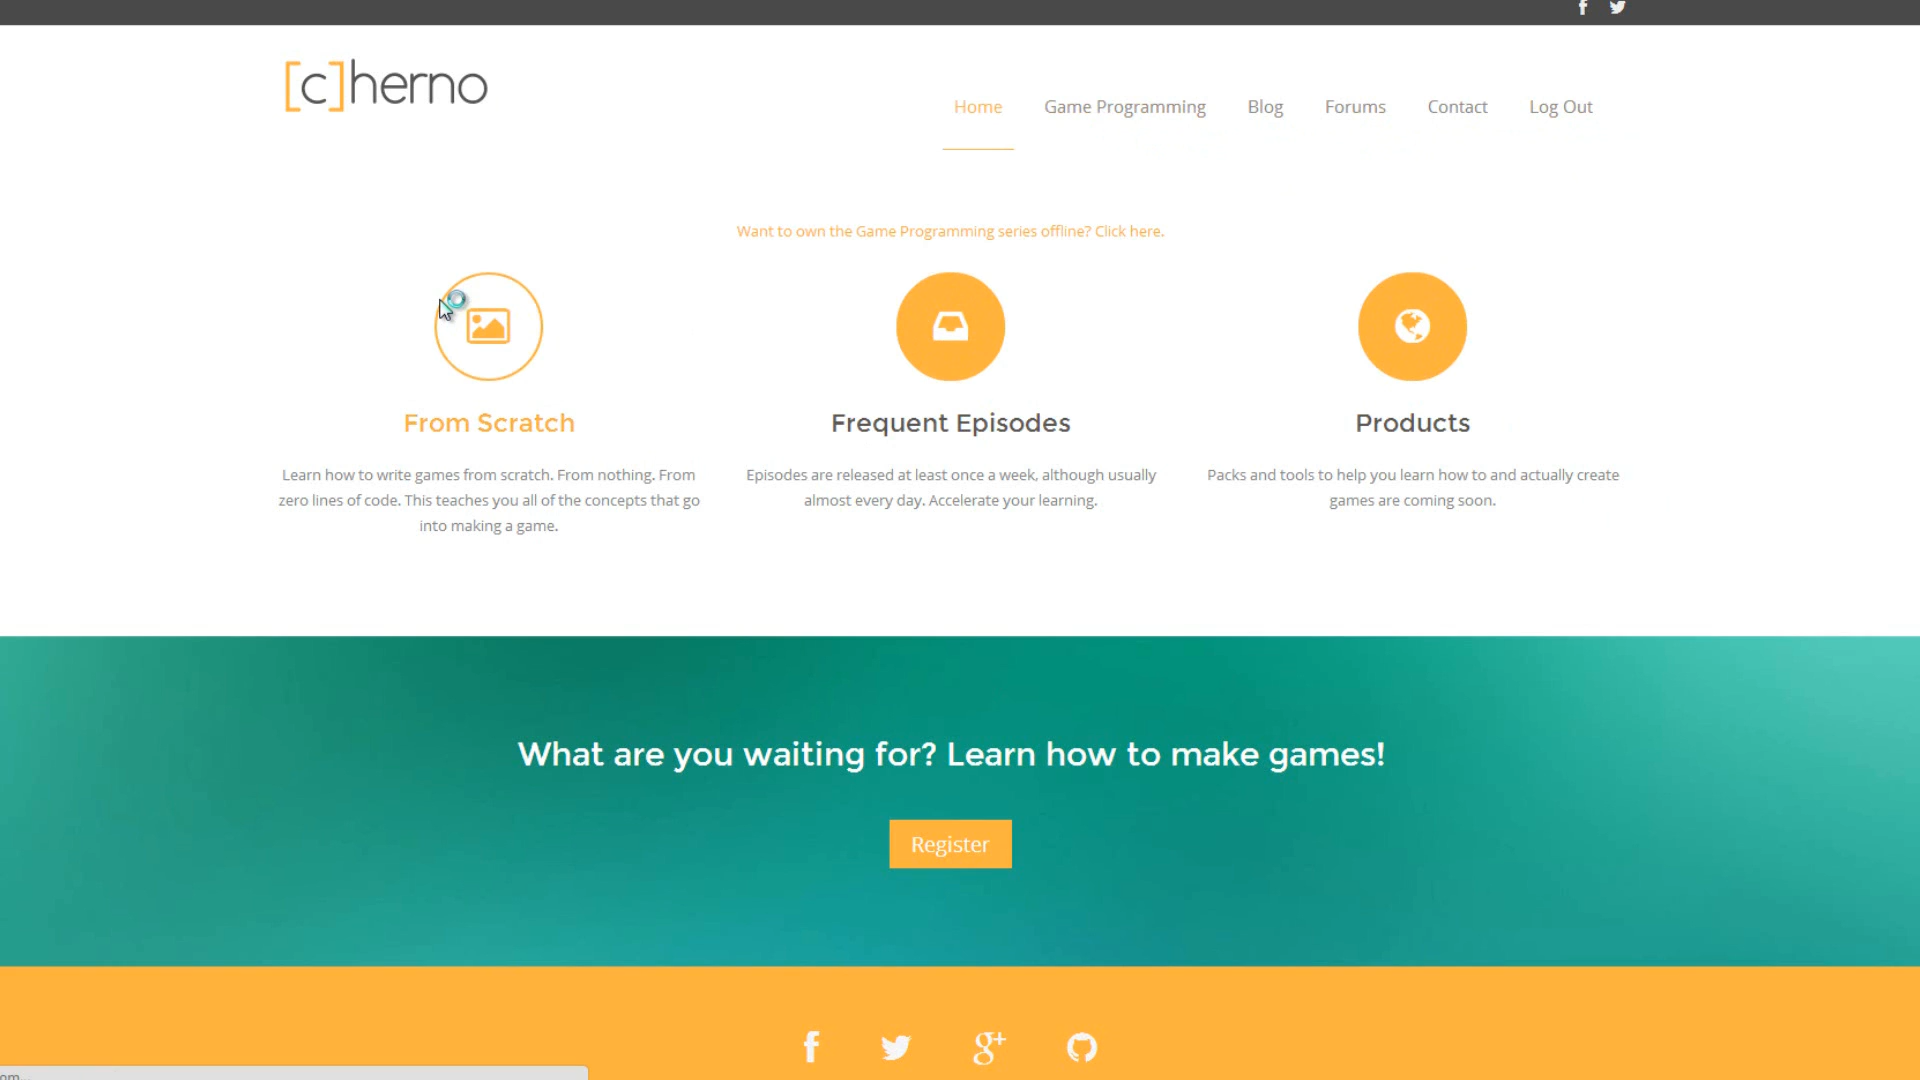 [c]herno
Home
Game Programming
Blog
Forums
Contact
Log Out
Want to own the Game Programming series offline? Click here.
From Scratch
Learn how to write games from scratch. From nothing. From
zero lines of code. This teaches you all of the concepts that go
into making a game.
Frequent Episodes
Episodes are released at least once a week, although usually
almost every day. Accelerate your learning.
Products
Packs and tools to help you learn how to and actually create
games are coming soon.
What are you waiting for? Learn how to make games!
Register